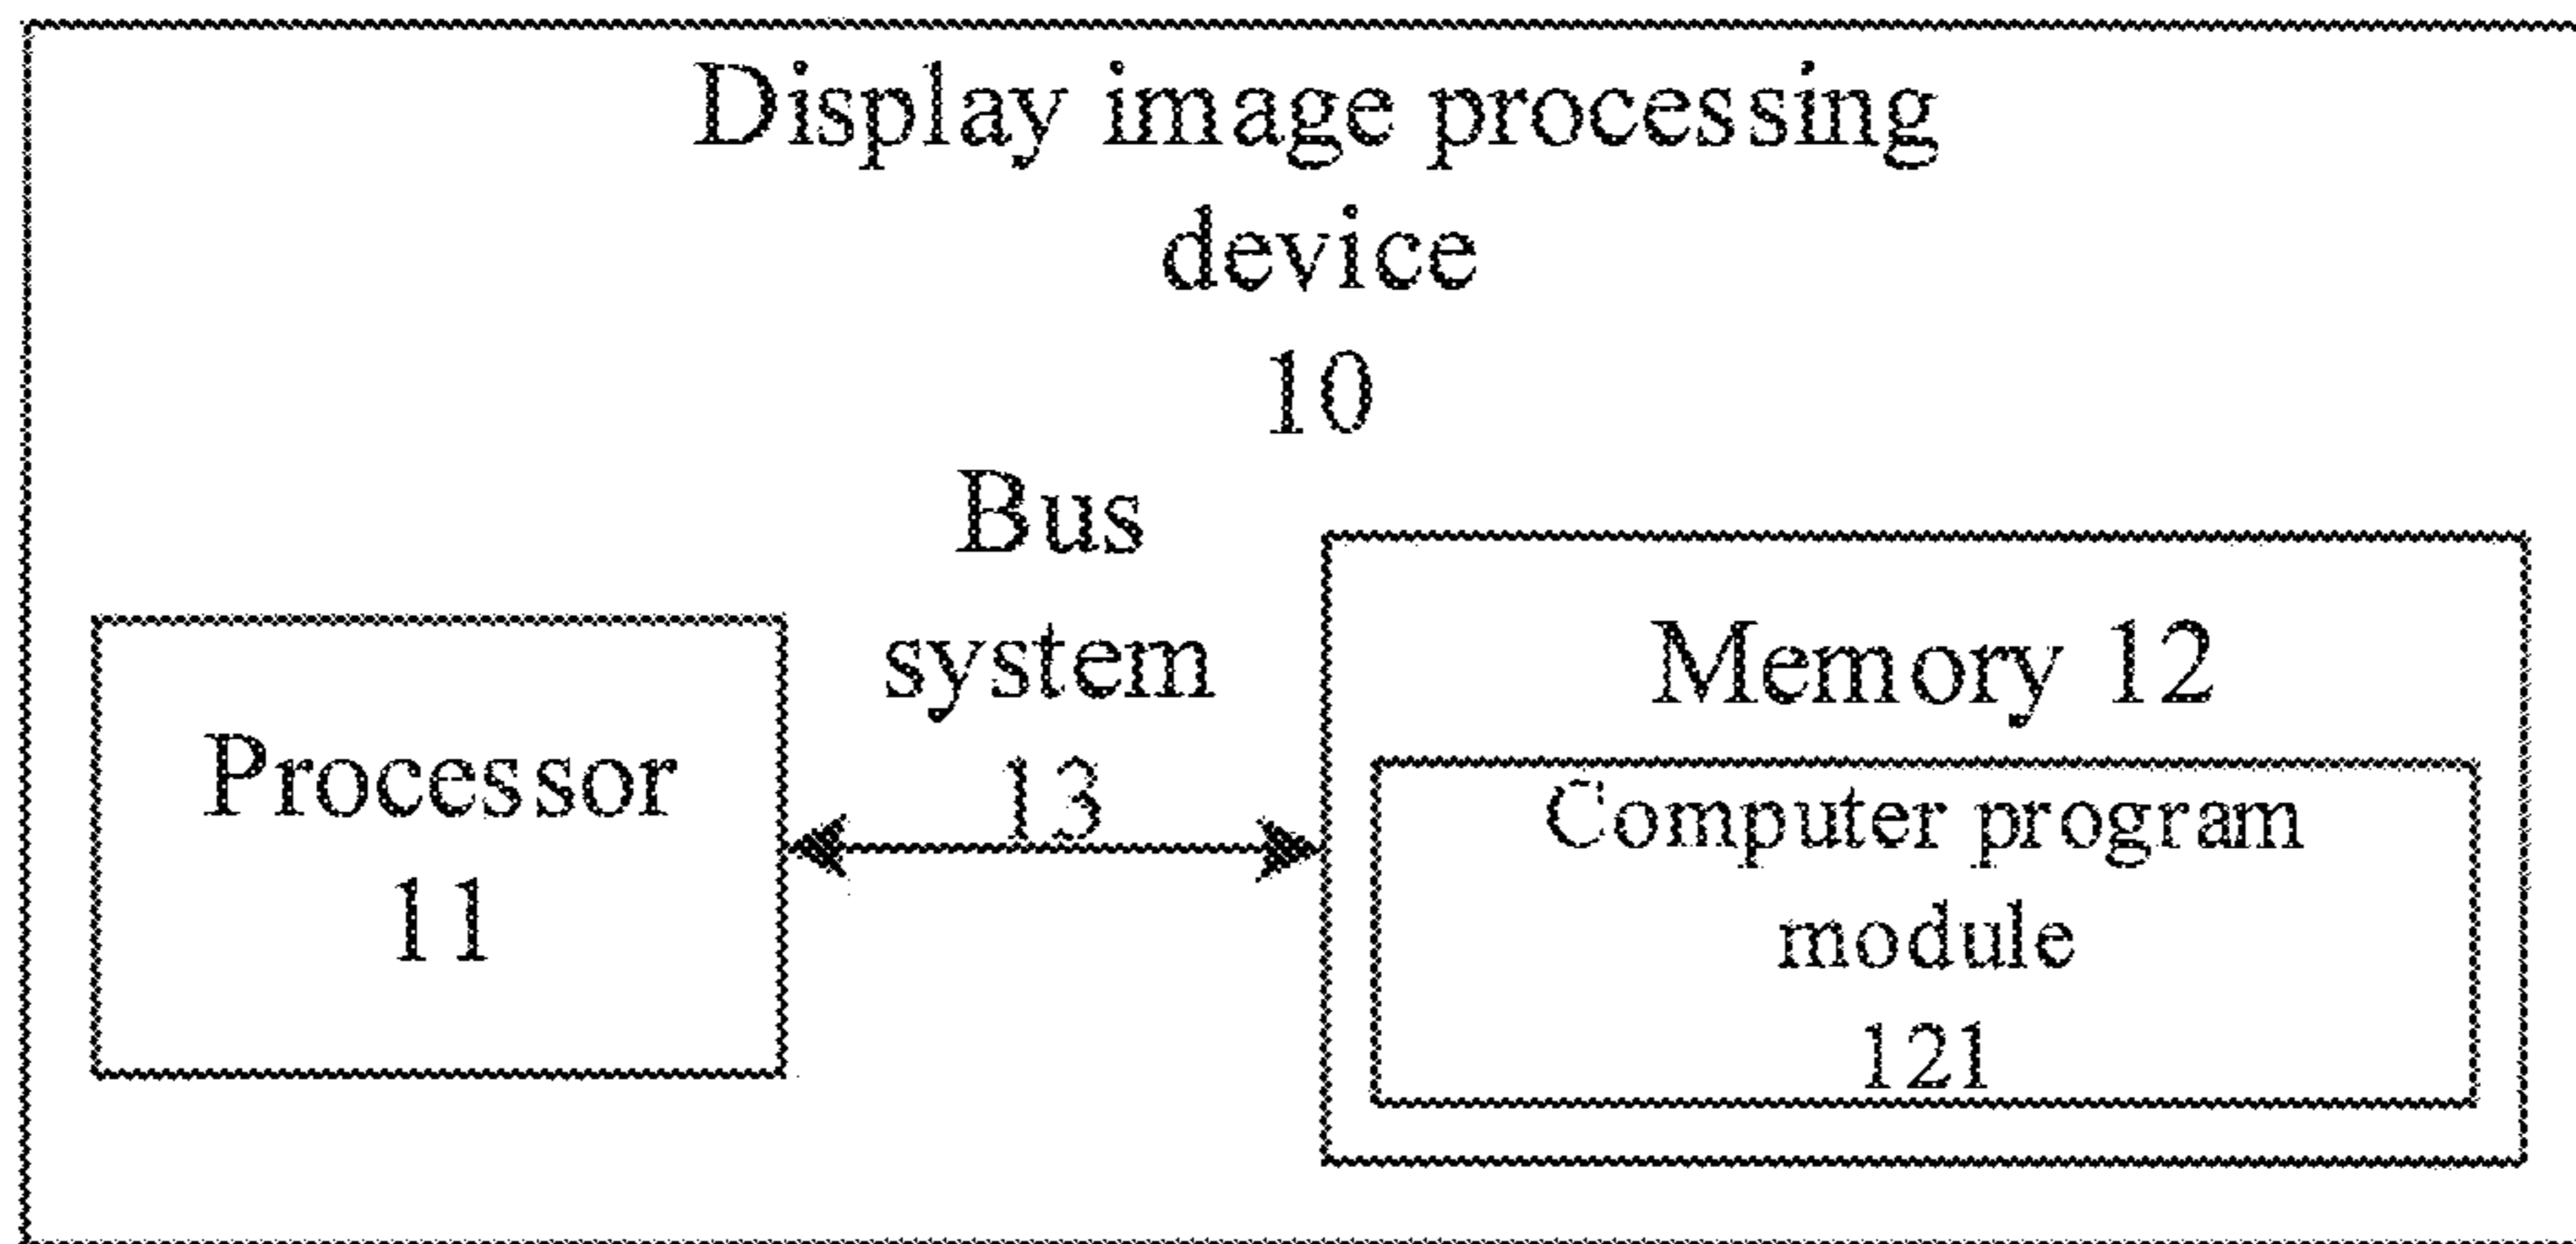 Display image processing
device
10
Bus
system
13
Processor
11
Memory 12
Computer program
module
121